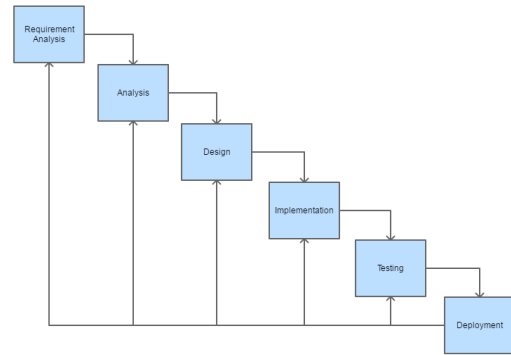 Requirement
Analysis
Analysis
Design
Implementation
Testing
Deployment